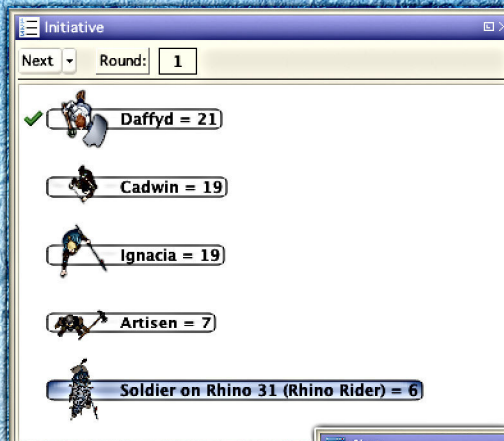 Initiative
Next Round: 1
Daffyd = 21
Cadwin = 19
Ignacia = 19
Artisen = 7
Soldier on Rhino 31 (Rhino Rider) = 6